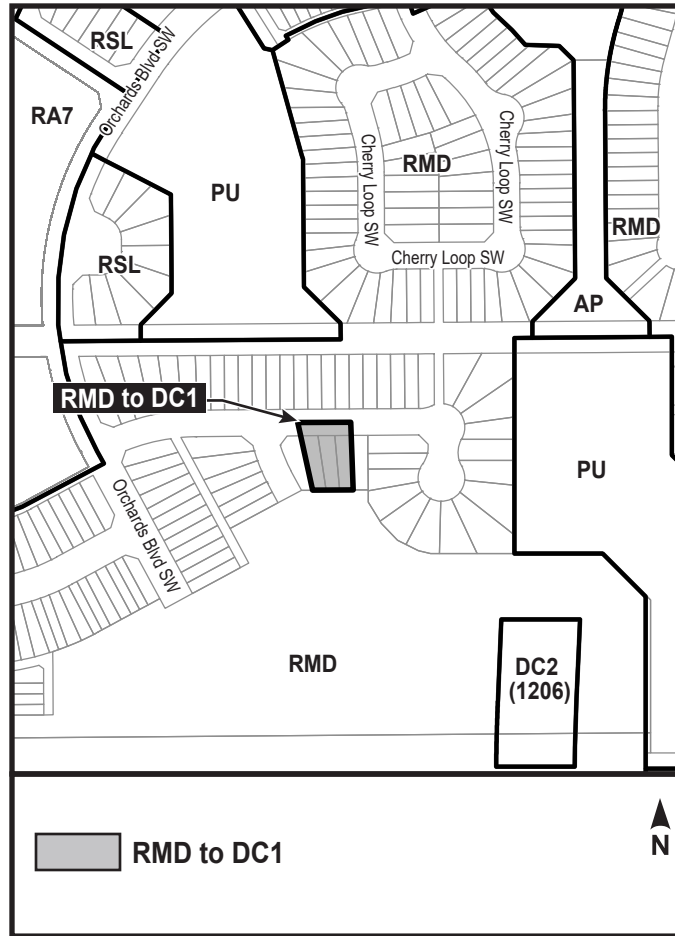 RSL
Orchards Blvd SW
RA7
PU
RMD
Cherry Loop SW
Cherry Loop SW
Cherry Loop SW
RMD
RSL
AP
RMD to DC1
PU
Orchards Blvd SW
RMD
DC2
(1206)
RMD to DC1
N